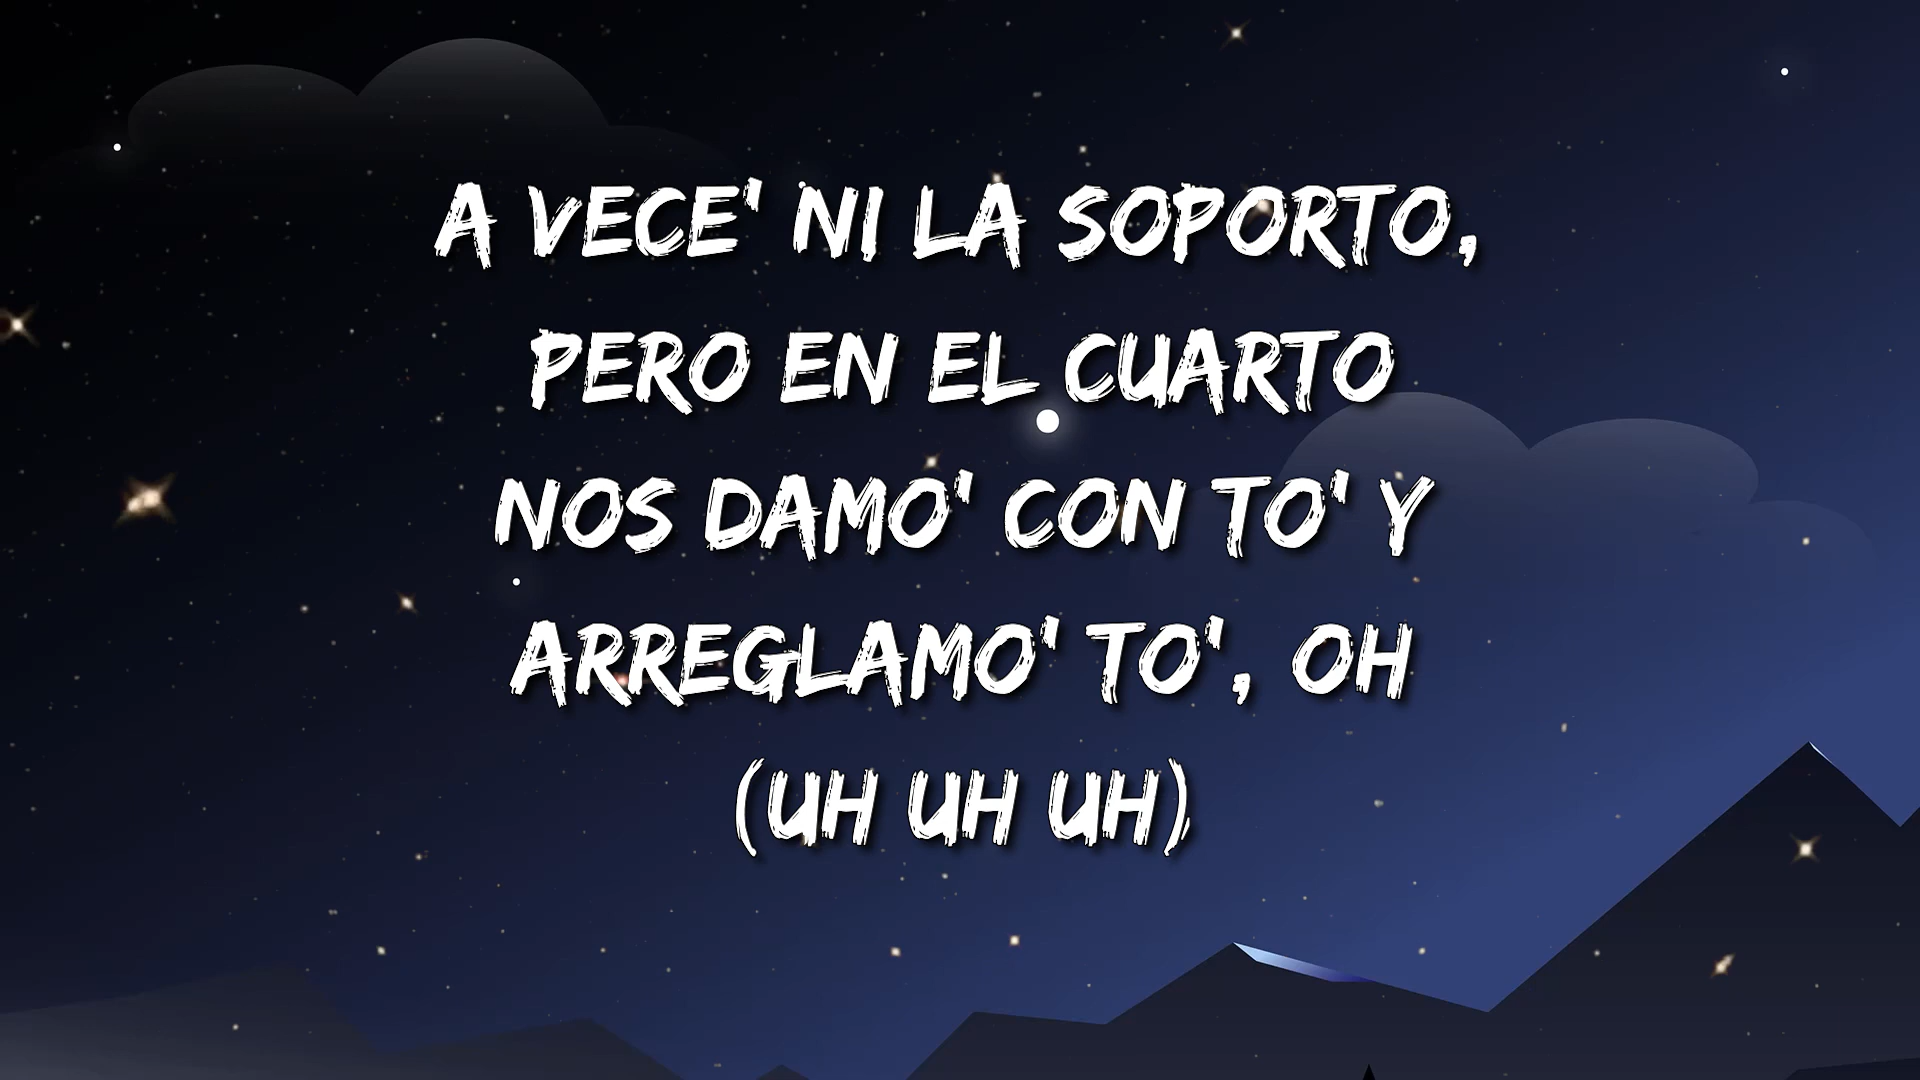 A VECE' NI LA SOPORTO,
PERO EN EL CUARTO
NOS DAMO' CON TO' Y
ARREGLAMO' TO', OH
(UH UH UH)